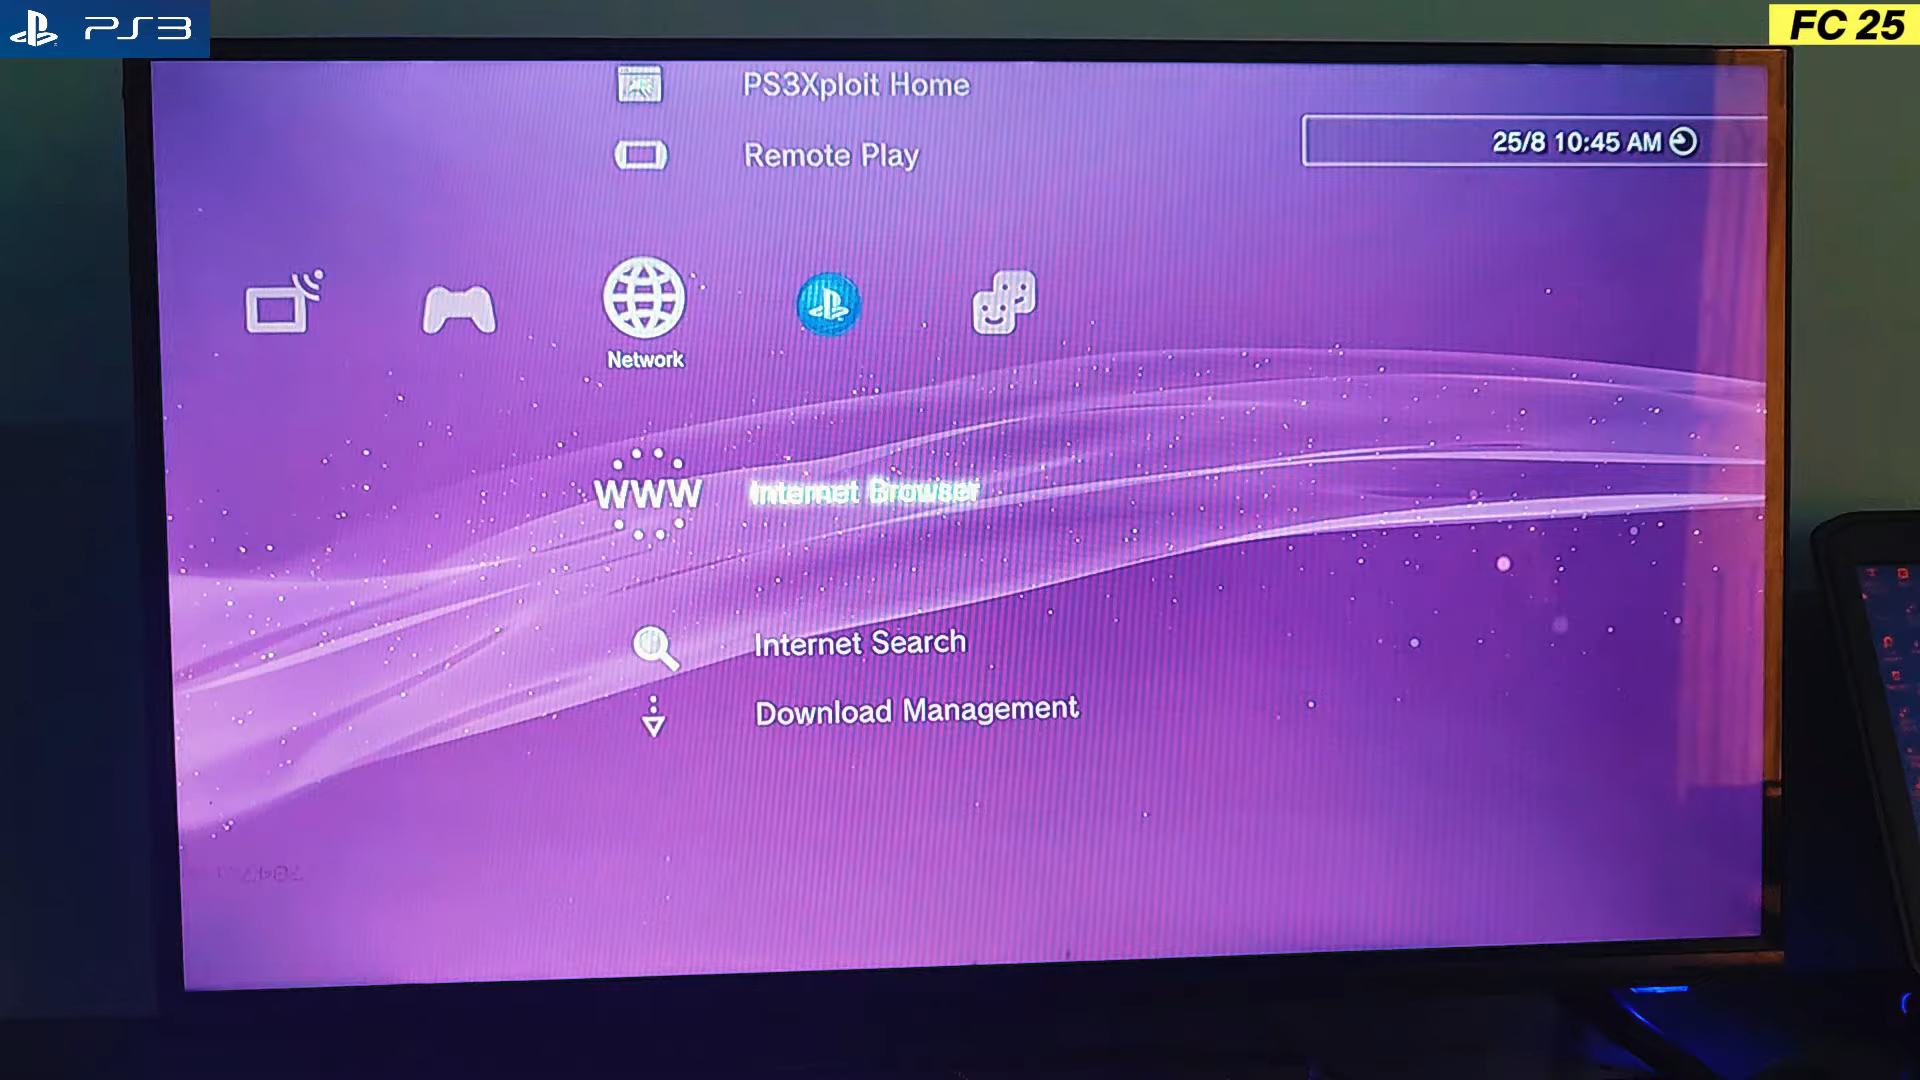 PS3
FC 25
PS3Xploit Home
Remote Play
25/8 10:45 AM
Network
WWW
Internet Browser
Internet Search
Download Management